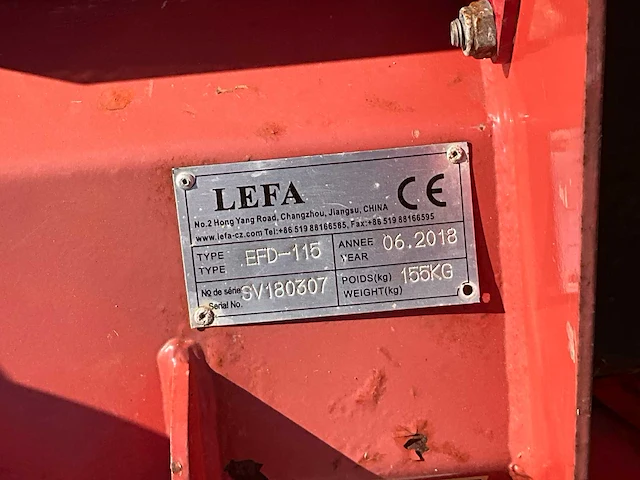 LEFA CE
No.2 Hong Yang Road, Changzhou, Jiangsu, CHINA
www.lefa-cz.com Tel:+86 519 88166585, Fax:+86 519 88166595
TYPE
TYPE EFD-115
ANNEE
YEAR 06.2018
No de série
Serial No. SV180307
POIDS(kg)
WEIGHT(kg) 155KG